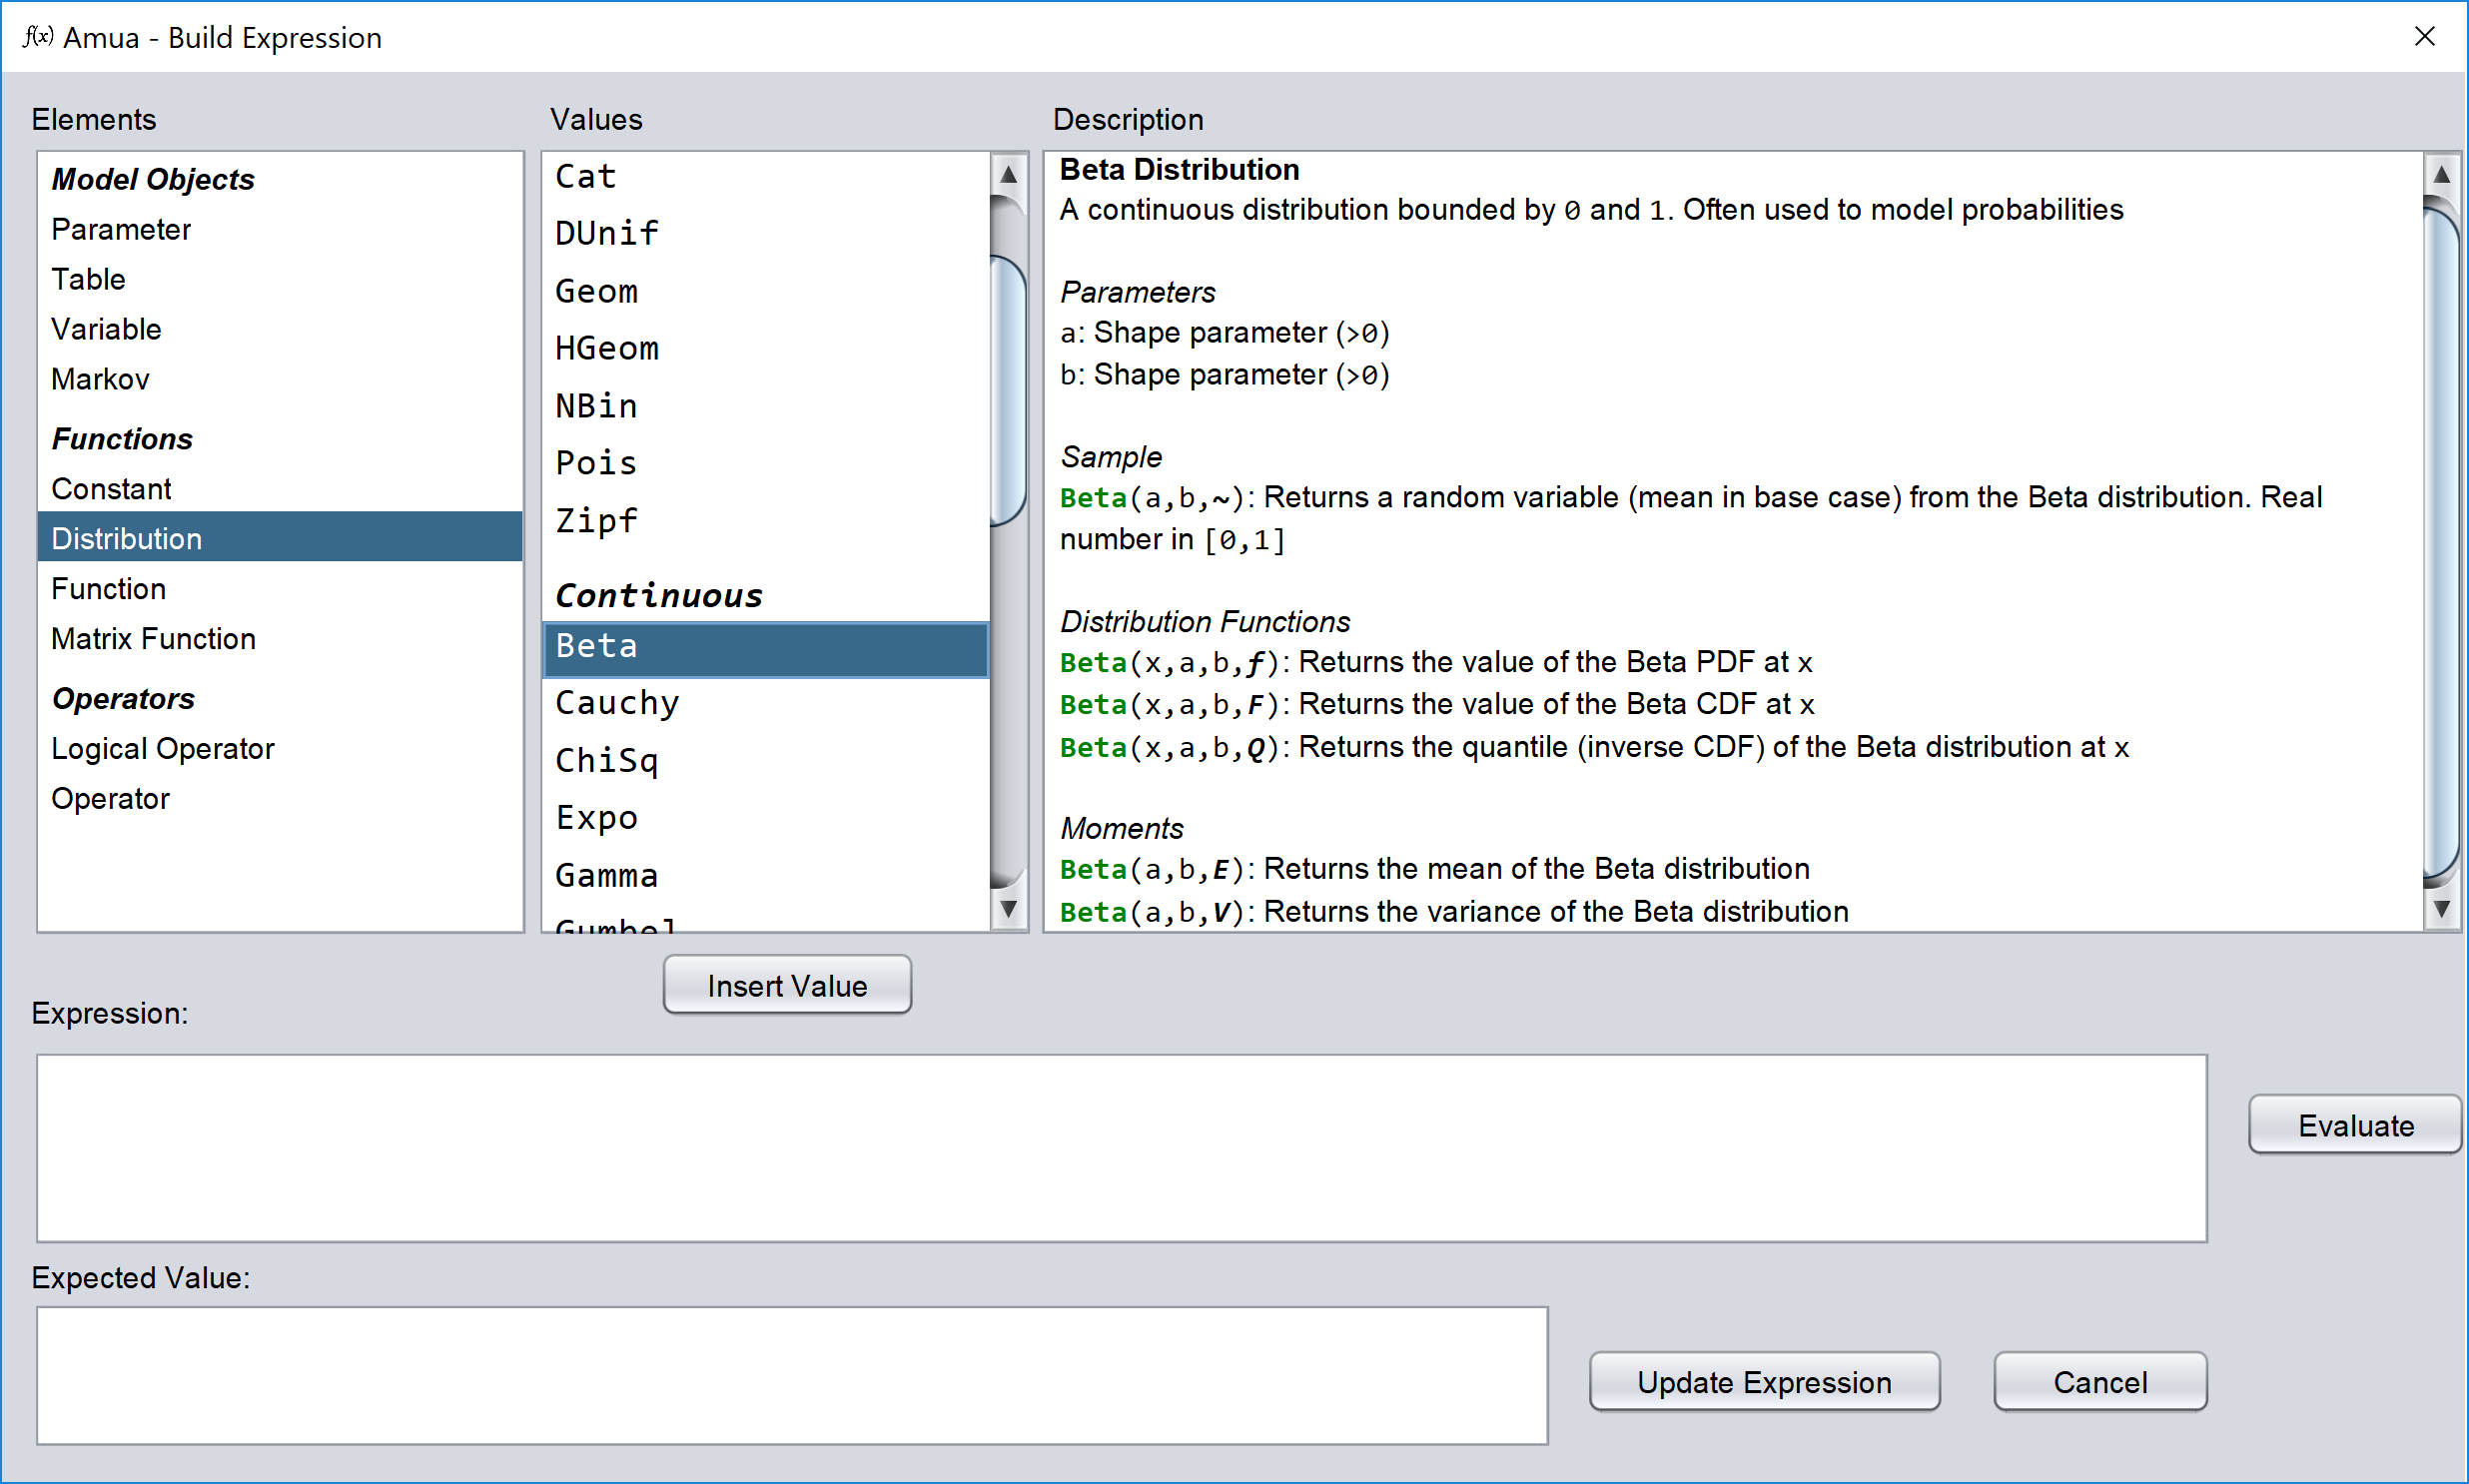 f(x) Amua - Build Expression
Elements
Model Objects
Parameter
Table
Variable
Markov
Functions
Constant
Distribution
Function
Matrix Function
Operators
Logical Operator
Operator
Values
Cat
DUnif
Geom
HGeom
NBin
Pois
Zipf
Continuous
Beta
Cauchy
ChiSq
Expo
Gamma
Gumbel
Insert Value
Description
Beta Distribution
A continuous distribution bounded by 0 and 1. Often used to model probabilities
Parameters
a: Shape parameter (>0)
b: Shape parameter (>0)
Sample
Beta(a,b,~): Returns a random variable (mean in base case) from the Beta distribution. Real
number in [0,1]
Distribution Functions
Beta(x,a,b,f): Returns the value of the Beta PDF at x
Beta(x,a,b,F): Returns the value of the Beta CDF at x
Beta(x,a,b,Q): Returns the quantile (inverse CDF) of the Beta distribution at x
Moments
Beta(a,b,E): Returns the mean of the Beta distribution
Beta(a,b,V): Returns the variance of the Beta distribution
Expression:
Evaluate
Expected Value:
Update Expression
Cancel